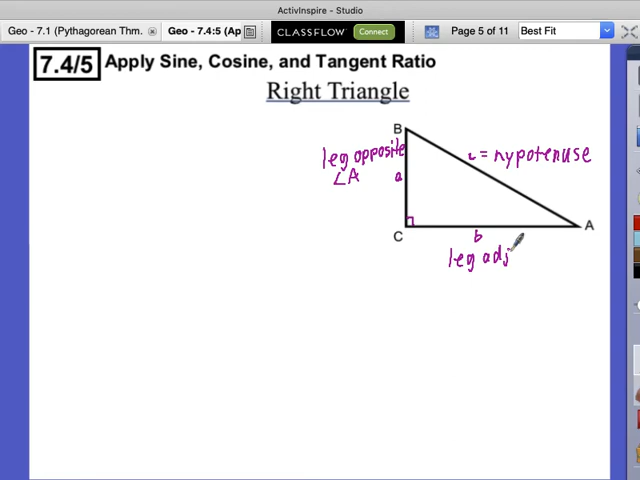 ActivInspire - Studio
Geo - 7.1 (Pythagorean Thm.
Geo - 7.4:5 (Ap
CLASSFLOW Connect
Page 5 of 11
Best Fit
7.4/5 Apply Sine, Cosine, and Tangent Ratio
Right Triangle
B
leg opposite
∠A
a
c = hypotenuse
C
A
b
leg adj